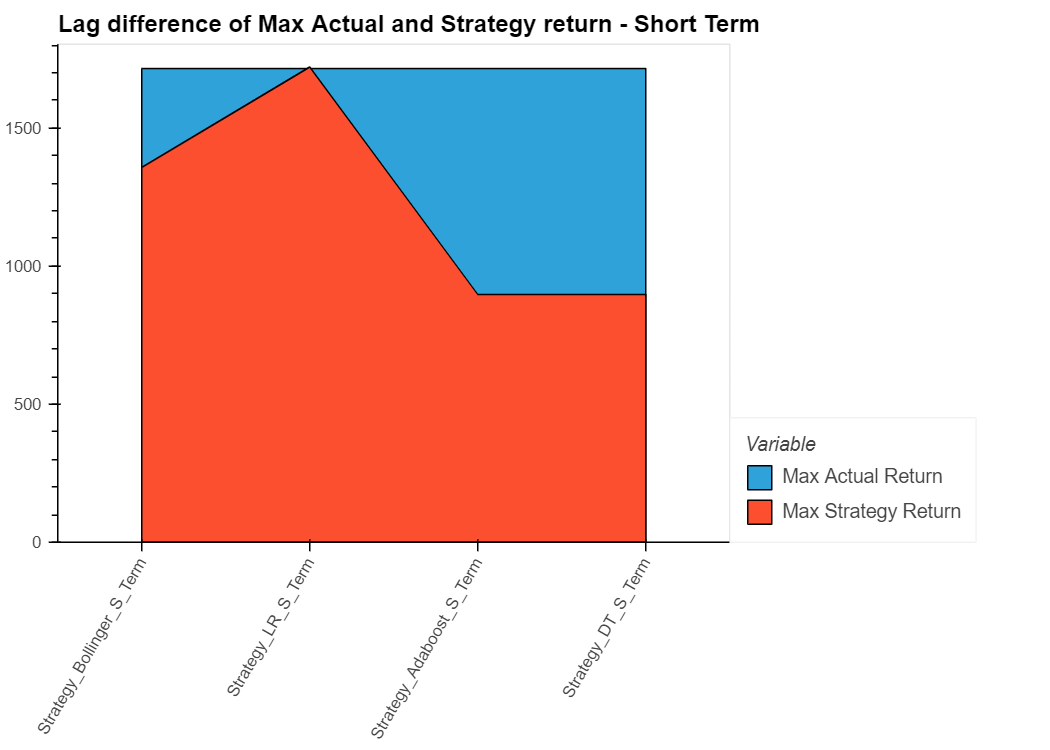 Lag difference of Max Actual and Strategy return - Short Term
1500
1000
500
0
Strategy_Bollinger_S_Term
Strategy_LR_S_Term
Strategy_Adaboost_S_Term
Strategy_DT_S_Term
Variable
Max Actual Return
Max Strategy Return